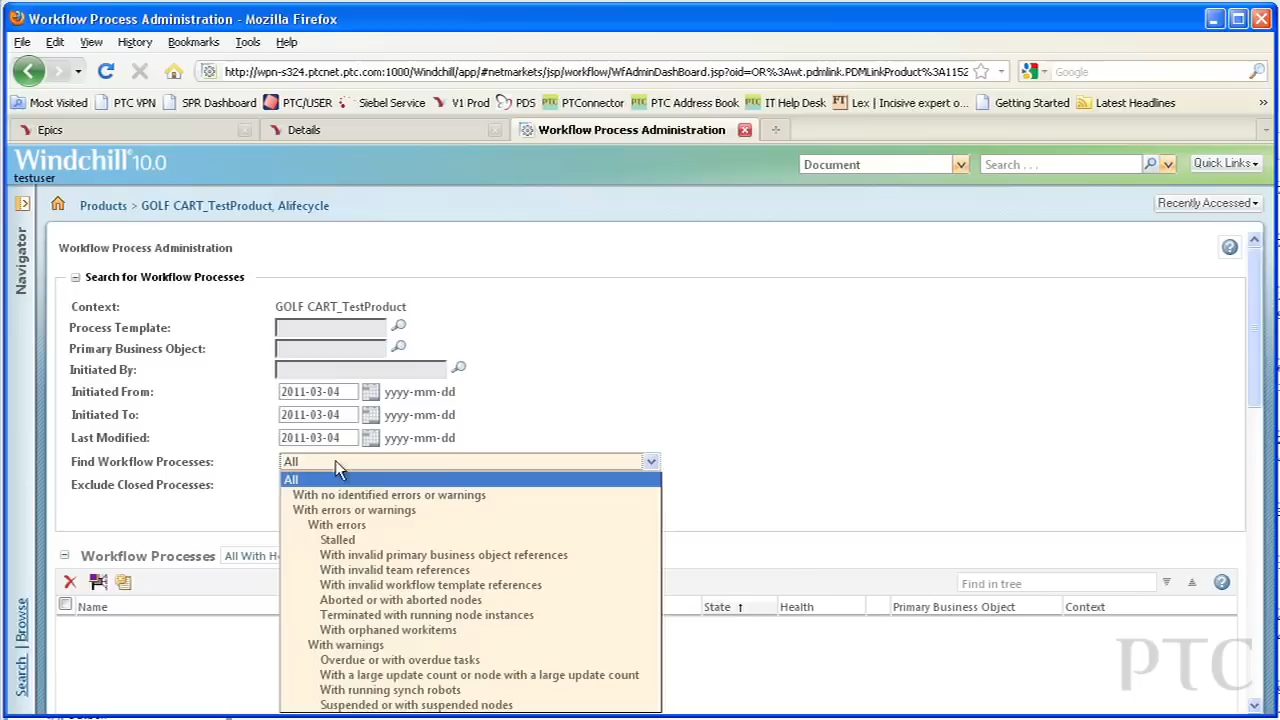 Workflow Process Administration - Mozilla Firefox
File Edit View History Bookmarks Tools Help
http://wpn-s324.ptcnet.ptc.com:1000/Windchill/app/#netmarkets/jsp/workflow/WfAdminDashBoard.jsp?oid=OR%3Awt.pdmlink.PDMLinkProduct%3A1152 Google
Most Visited PTC VPN SPR Dashboard PTC/USER Siebel Service V1 Prod PDS PTC PTConnector PTC PTC Address Book PTC IT Help Desk FT Lex | Incisive expert o... Getting Started Latest Headlines »
Epics Details Workflow Process Administration
Windchill 10.0 Document Search . . . Quick Links
testuser
Products > GOLF CART_TestProduct, Alifecycle Recently Accessed
Navigator
Workflow Process Administration
Search for Workflow Processes
Context: GOLF CART_TestProduct
Process Template:
Primary Business Object:
Initiated By:
Initiated From: 2011-03-04 yyyy-mm-dd
Initiated To: 2011-03-04 yyyy-mm-dd
Last Modified: 2011-03-04 yyyy-mm-dd
Find Workflow Processes: All
Exclude Closed Processes:
All
With no identified errors or warnings
With errors or warnings
With errors
Stalled
With invalid primary business object references
With invalid team references
With invalid workflow template references
Aborted or with aborted nodes
Terminated with running node instances
With orphaned workitems
With warnings
Overdue or with overdue tasks
With a large update count or node with a large update count
With running synch robots
Suspended or with suspended nodes
Workflow Processes All With H
Find in tree
Name State Health Primary Business Object Context
Search Browse
PTC